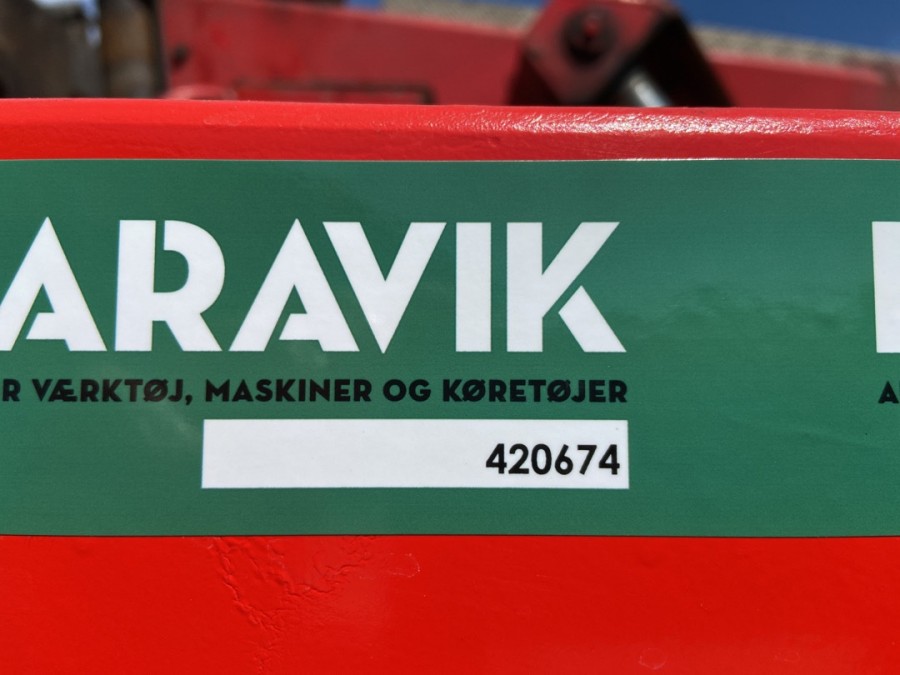 ARAVIK
R VÆRKTØJ, MASKINER OG KØRETØJER
420674